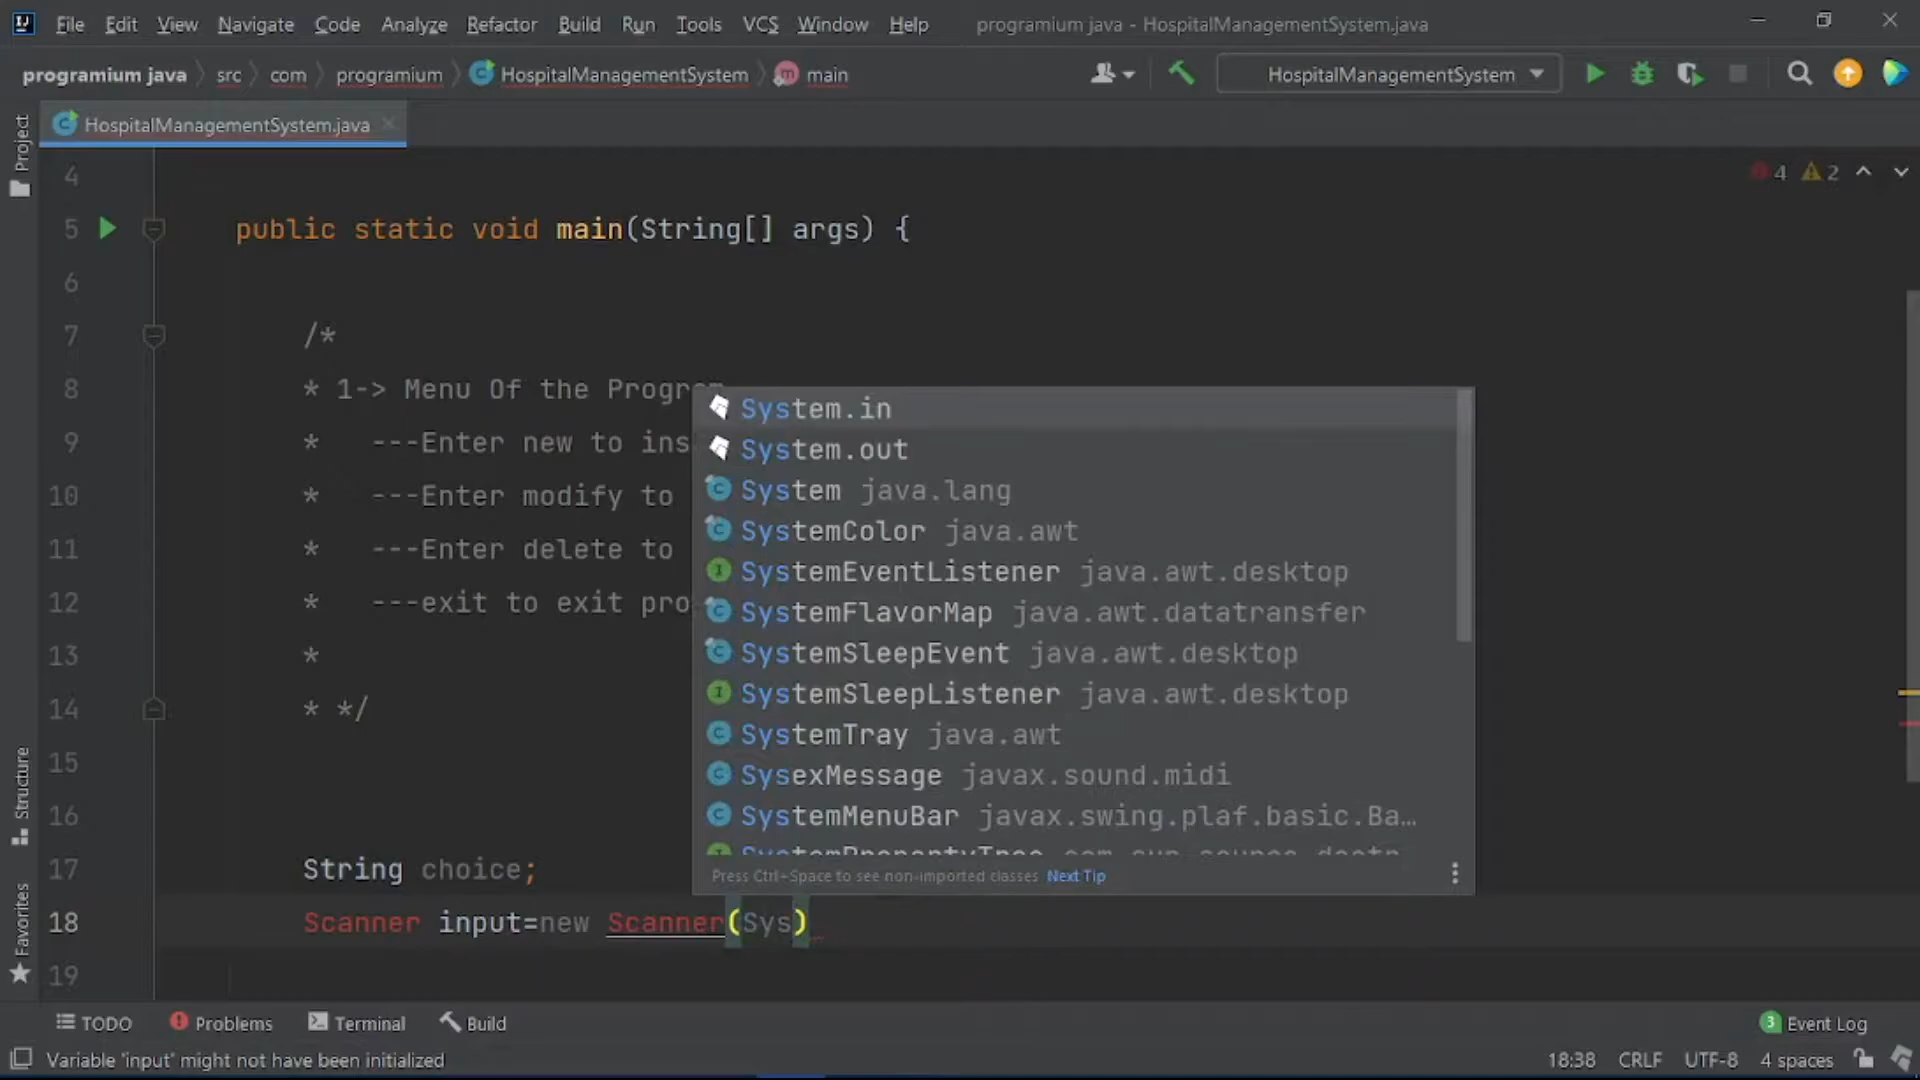 File Edit View Navigate Code Analyze Refactor Build Run Tools VCS Window Help programium java - HospitalManagementSystem.java
programium java src com programium HospitalManagementSystem main HospitalManagementSystem
HospitalManagementSystem.java
Project
4 4 2
5 public static void main(String[] args) {
6
7 /*
8 * 1-> Menu Of the Program
9 * ---Enter new to ins
10 * ---Enter modify to
11 * ---Enter delete to
12 * ---exit to exit pro
13 *
14 * */
15
16
17 String choice;
18 Scanner input=new Scanner(Sys)
19
System.in
System.out
System java.lang
SystemColor java.awt
SystemEventListener java.awt.desktop
SystemFlavorMap java.awt.datatransfer
SystemSleepEvent java.awt.desktop
SystemSleepListener java.awt.desktop
SystemTray java.awt
SysexMessage javax.sound.midi
SystemMenuBar javax.swing.plaf.basic.Ba…
Press Ctrl+Space to see non-imported classes Next Tip
Structure
Favorites
TODO Problems Terminal Build 3 Event Log
Variable 'input' might not have been initialized 18:38 CRLF UTF-8 4 spaces